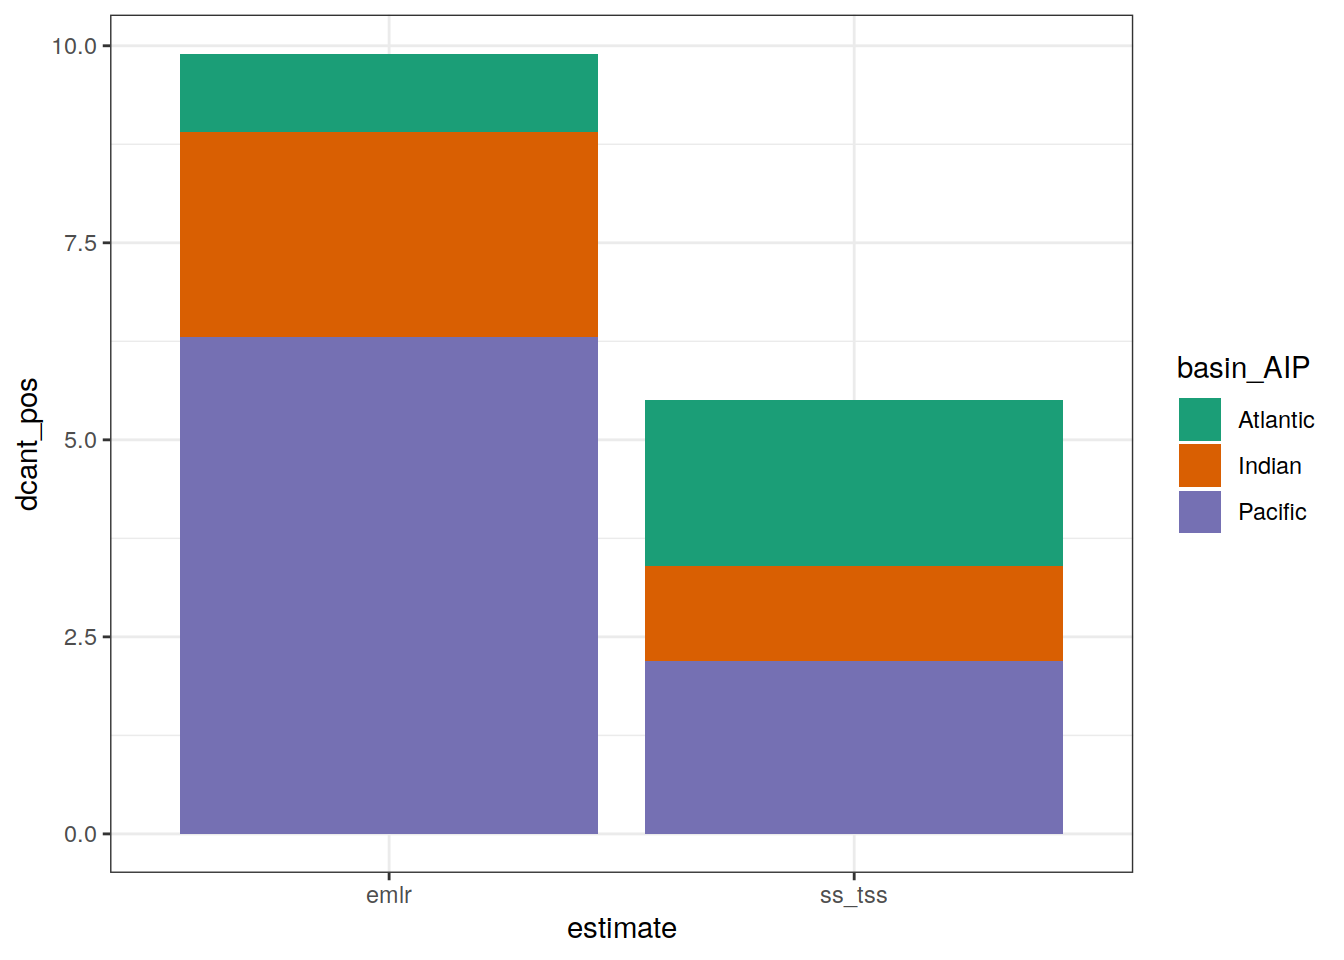 dcant_pos
10.0
7.5
5.0
2.5
0.0
emlr
ss_tss
estimate
basin_AIP
Atlantic
Indian
Pacific